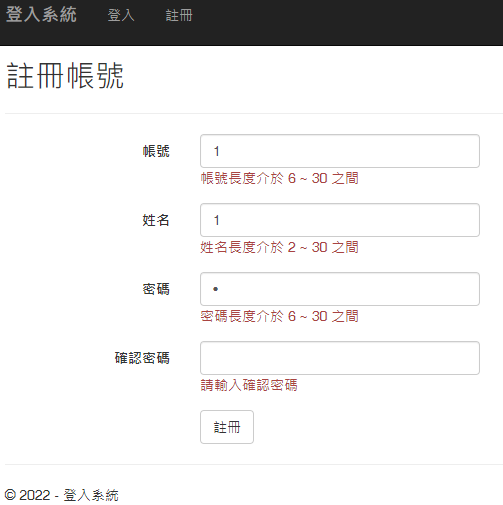 登入系統 登入 註冊
註冊帳號
帳號 1
帳號長度介於 6 ~ 30 之間
姓名 1
姓名長度介於 2 ~ 30 之間
密碼 •
密碼長度介於 6 ~ 30 之間
確認密碼
請輸入確認密碼
註冊
© 2022 - 登入系統